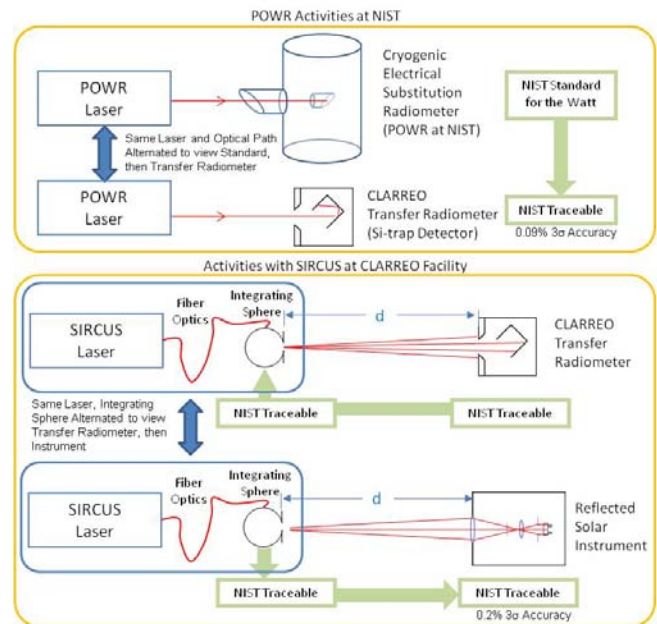 POWR Activities at NIST
POWR
Laser
Cryogenic
Electrical
Substitution
Radiometer
(POWR at NIST)
NIST Standard
for the Watt
Same Laser and Optical Path
Alternated to view Standard,
then Transfer Radiometer
POWR
Laser
CLARREO
Transfer Radiometer
(Si-trap Detector)
NIST Traceable
0.09% 3σ Accuracy
Activities with SIRCUS at CLARREO Facility
SIRCUS
Laser
Fiber
Optics
Integrating
Sphere
d
CLARREO
Transfer
Radiometer
NIST Traceable
NIST Traceable
Same Laser, Integrating
Sphere Alternated to view
Transfer Radiometer, then
Instrument
SIRCUS
Laser
Fiber
Optics
Integrating
Sphere
d
Reflected
Solar
Instrument
NIST Traceable
NIST Traceable
0.2% 3σ Accuracy